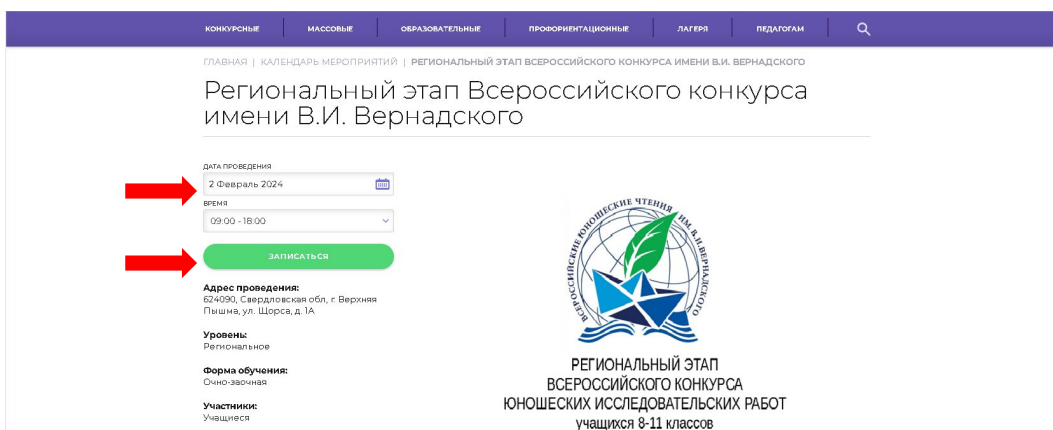 КОНКУРСНЫЕ МАССОВЫЕ ОБРАЗОВАТЕЛЬНЫЕ ПРОФОРИЕНТАЦИОННЫЕ ЛАГЕРЯ ПЕДАГОГАМ
ГЛАВНАЯ | КАЛЕНДАРЬ МЕРОПРИЯТИЙ | РЕГИОНАЛЬНЫЙ ЭТАП ВСЕРОССИЙСКОГО КОНКУРСА ИМЕНИ В.И. ВЕРНАДСКОГО
Региональный этап Всероссийского конкурса
имени В.И. Вернадского
ДАТА ПРОВЕДЕНИЯ
2 Февраль 2024
ВРЕМЯ
09:00 - 18:00
ЗАПИСАТЬСЯ
Адрес проведения:
624090, Свердловская обл, г. Верхняя
Пышма, ул. Щорса, д. 1А
Уровень:
Региональное
Форма обучения:
Очно-заочная
Участники:
Учащиеся
ВСЕРОССИЙСКИЕ ЮНОШЕСКИЕ ЧТЕНИЯ ИМ. В.И.ВЕРНАДСКОГО
РЕГИОНАЛЬНЫЙ ЭТАП
ВСЕРОССИЙСКОГО КОНКУРСА
ЮНОШЕСКИХ ИССЛЕДОВАТЕЛЬСКИХ РАБОТ
учащихся 8-11 классов